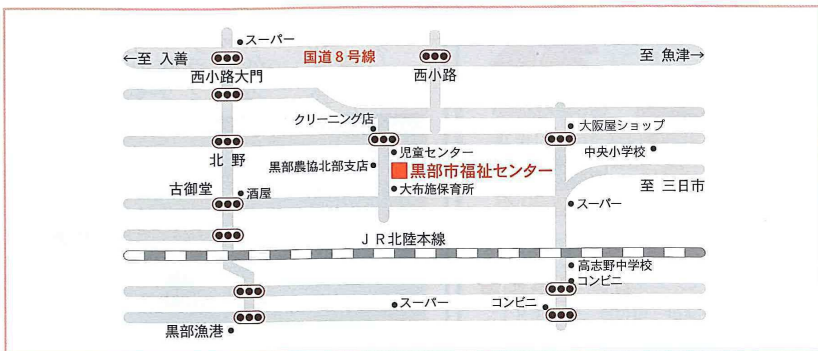 スーパー
←至 入善
国道8号線
至 魚津→
西小路大門
西小路
クリーニング店
大阪屋ショップ
児童センター
中央小学校
北野
黒部農協北部支店
黒部市福祉センター
古御堂
酒屋
大布施保育所
至 三日市
スーパー
JR北陸本線
高志野中学校
コンビニ
スーパー
コンビニ
黒部漁港